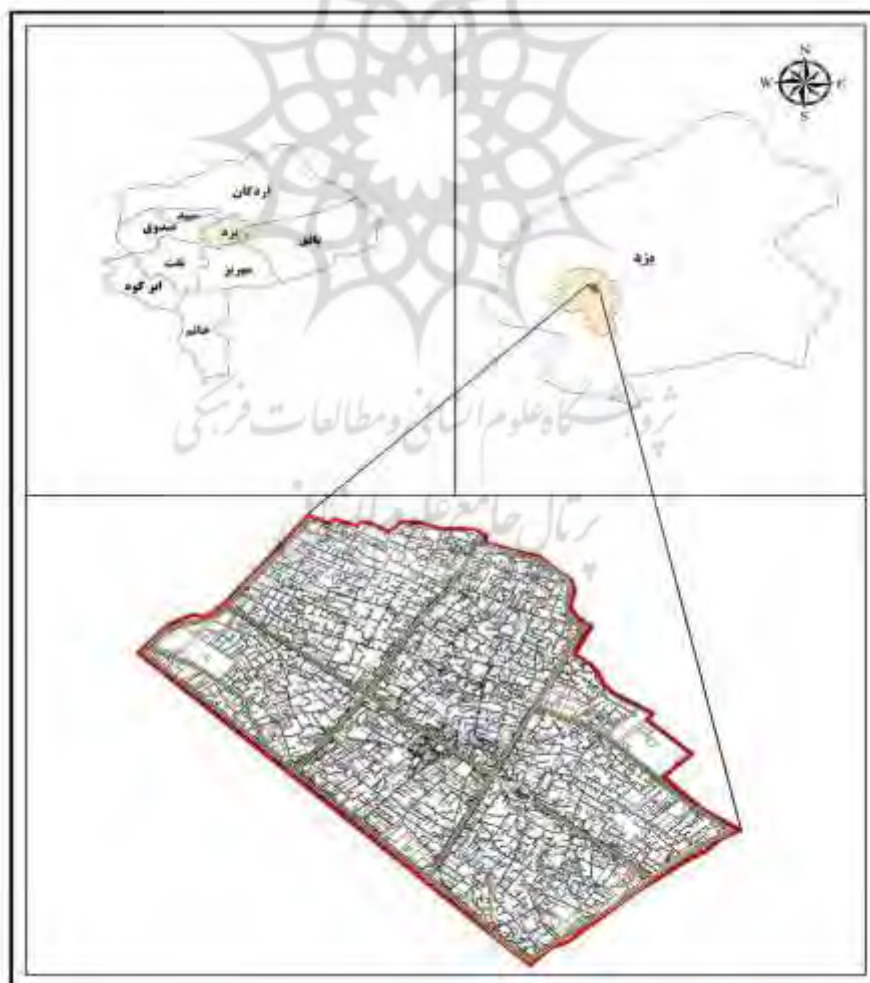 N
W E
S
اردکان
میبد
صدوق
یزد
بافق
تفت
مهریز
ابرکوه
خاتم
یزد
پژوهشگاه علوم انسانی و مطالعات فرهنگی
پرتال جامع علوم انسانی